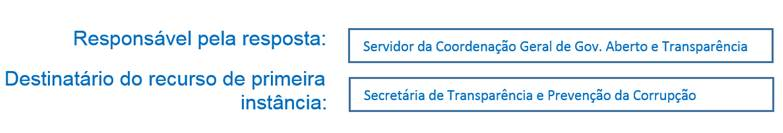 Responsável pela resposta:
Servidor da Coordenação Geral de Gov. Aberto e Transparência
Destinatário do recurso de primeira
instância:
Secretária de Transparência e Prevenção da Corrupção